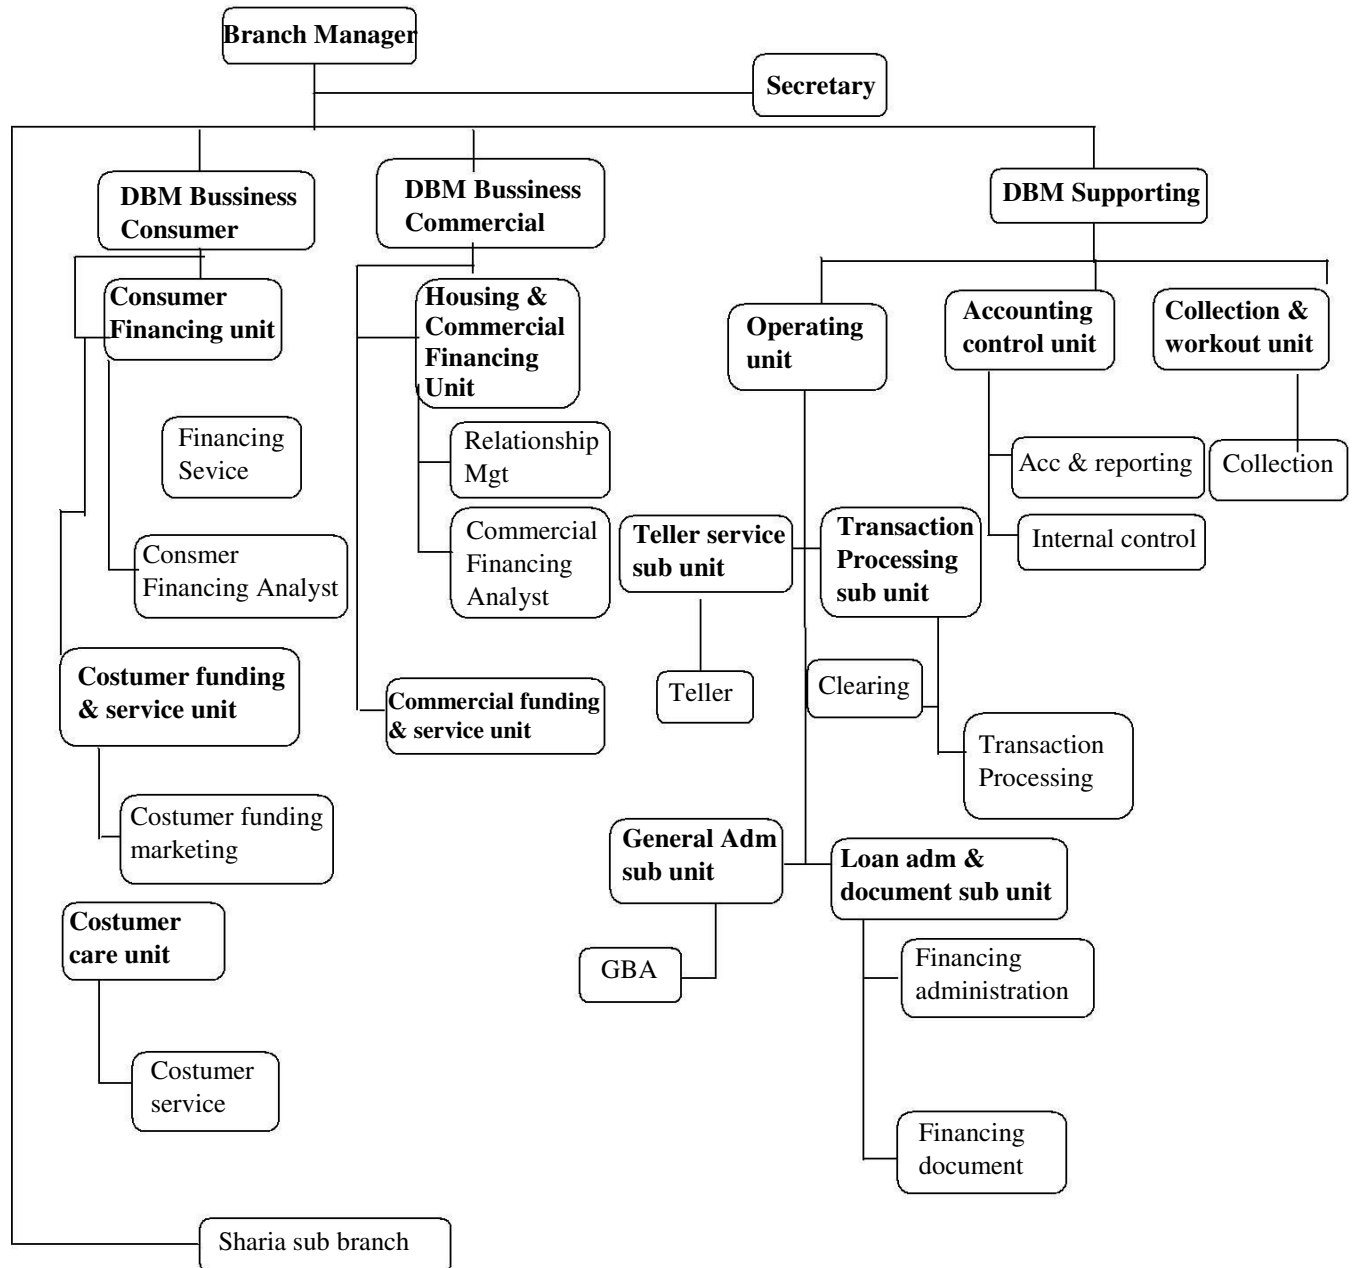 Branch Manager
Secretary
DBM Bussiness
Consumer
DBM Bussiness
Commercial
DBM Supporting
Consumer
Financing unit
Housing &
Commercial
Financing
Unit
Operating
unit
Accounting
control unit
Collection &
workout unit
Financing
Sevice
Relationship
Mgt
Acc & reporting
Collection
Consmer
Financing Analyst
Commercial
Financing
Analyst
Teller service
sub unit
Transaction
Processing
sub unit
Internal control
Costumer funding
& service unit
Commercial funding
& service unit
Teller
Clearing
Transaction
Processing
Costumer funding
marketing
General Adm
sub unit
Loan adm &
document sub unit
Costumer
care unit
GBA
Financing
administration
Costumer
service
Financing
document
Sharia sub branch